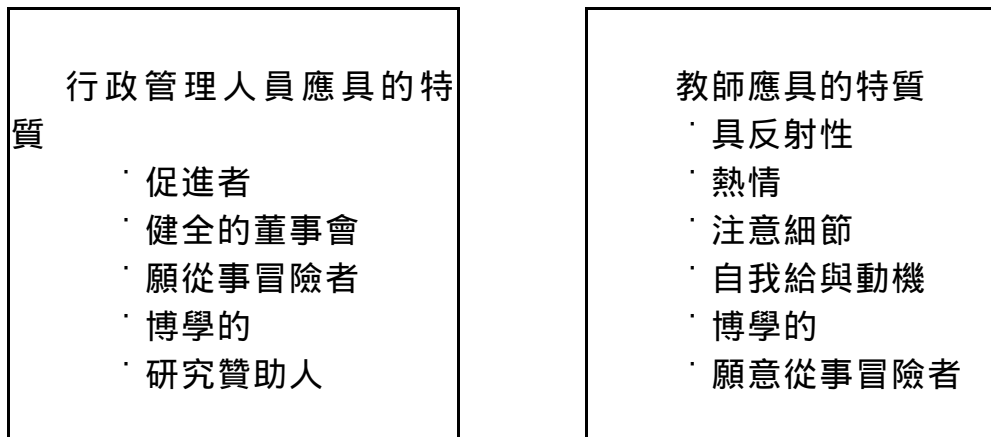 行政管理人員應具的特
質
˙促進者
˙健全的董事會
˙願從事冒險者
˙博學的
˙研究贊助人
教師應具的特質
˙具反射性
˙熱情
˙注意細節
˙自我給與動機
˙博學的
˙願意從事冒險者